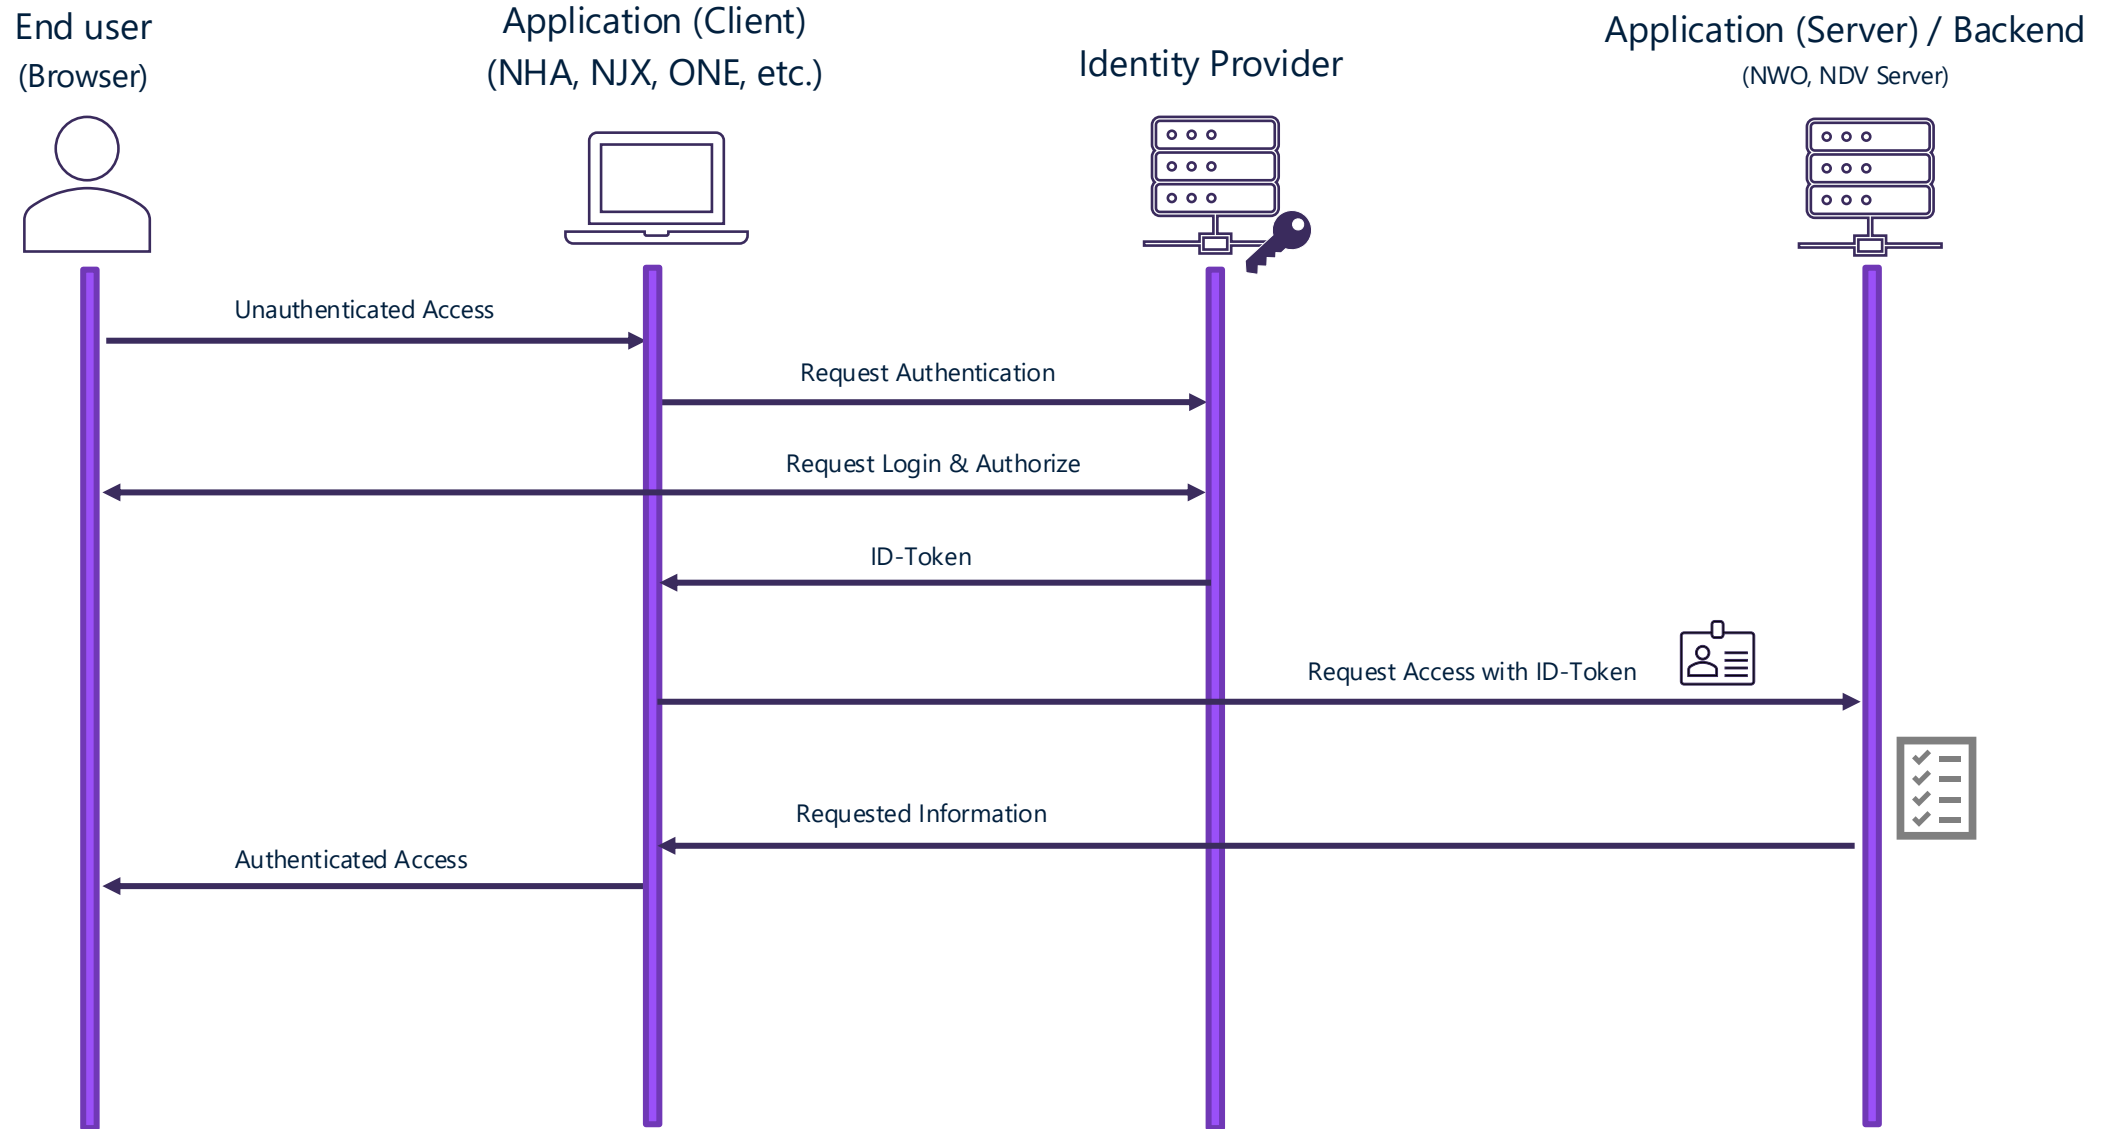 End user
(Browser)
Application (Client)
(NHA, NJX, ONE, etc.)
Identity Provider
Application (Server) / Backend
(NWO, NDV Server)
Unauthenticated Access
Request Authentication
Request Login & Authorize
ID-Token
Request Access with ID-Token
Requested Information
Authenticated Access